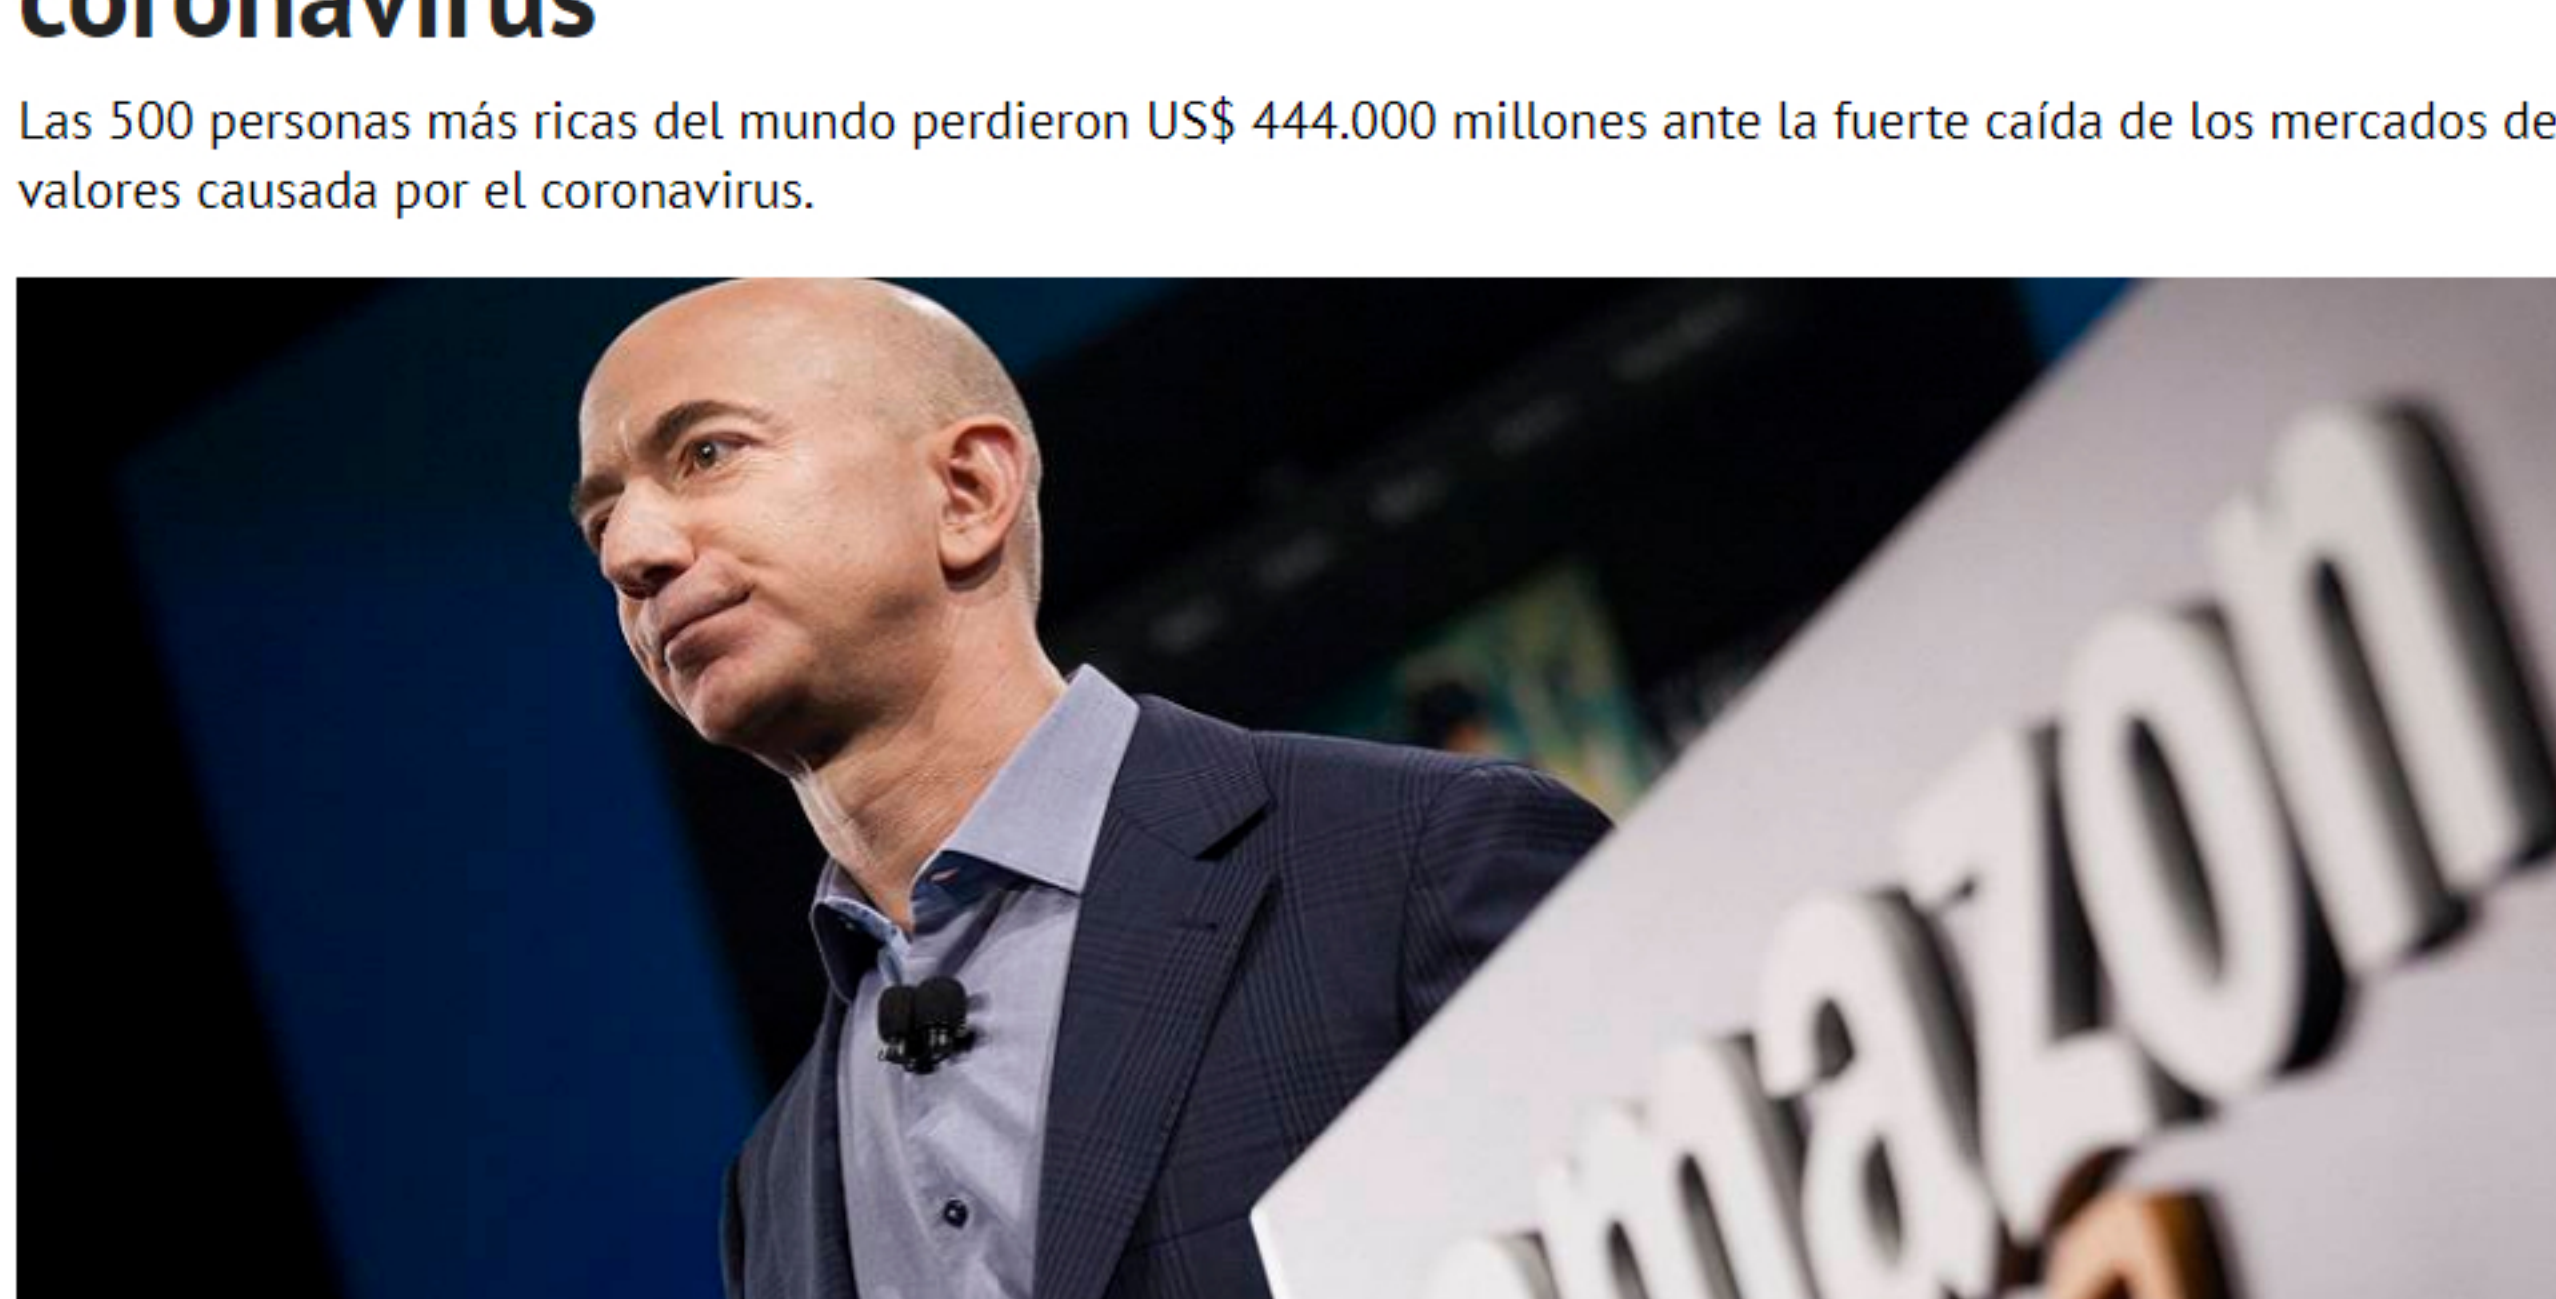 coronavirus
Las 500 personas más ricas del mundo perdieron US$ 444.000 millones ante la fuerte caída de los mercados de
valores causada por el coronavirus.
amazon